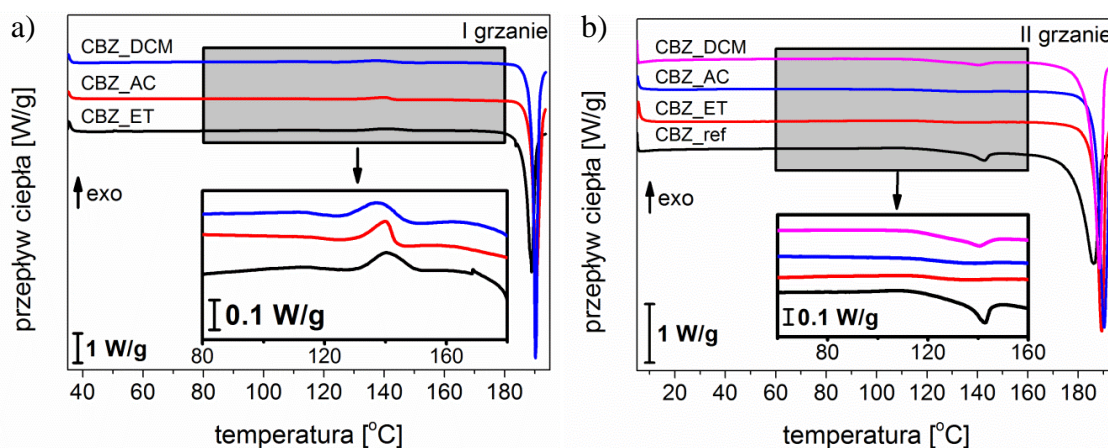 a)
I grzanie
CBZ_DCM
CBZ_AC
CBZ_ET
exo
0.1 W/g
80 120 160
1 W/g
40 60 80 100 120 140 160 180
przepływ ciepła [W/g]
temperatura [°C]
b)
II grzanie
CBZ_DCM
CBZ_AC
CBZ_ET
CBZ_ref
exo
0.1 W/g
80 120 160
1 W/g
20 40 60 80 100 120 140 160 180
przepływ ciepła [W/g]
temperatura [°C]